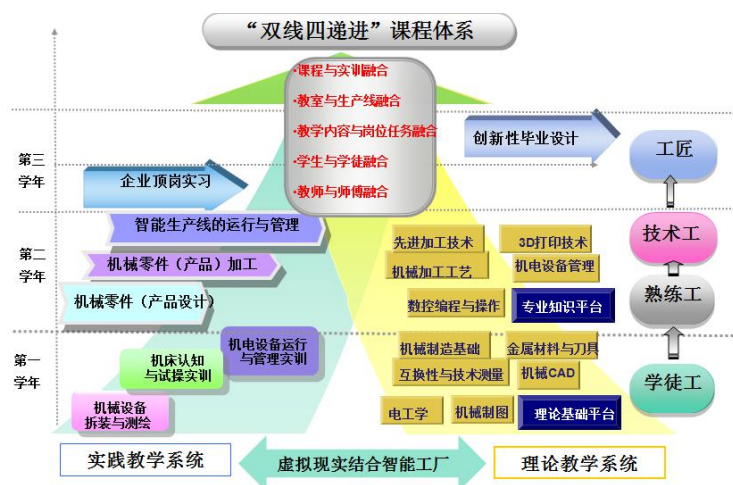 “双线四递进”课程体系
·课程与实训融合
·教室与生产线融合
·教学内容与岗位任务融合
·学生与学徒融合
·教师与师傅融合
第三
学年
企业顶岗实习
创新性毕业设计
工匠
第二
学年
智能生产线的运行与管理
机械零件（产品）加工
机械零件（产品设计）
先进加工技术
3D打印技术
机械加工工艺
机电设备管理
数控编程与操作
专业知识平台
技术工
熟练工
第一
学年
机电设备运行
与管理实训
机床认知
与试操实训
机械设备
拆装与测绘
机械制造基础
金属材料与刀具
互换性与技术测量
机械CAD
电工学
机械制图
理论基础平台
学徒工
实践教学系统
虚拟现实结合智能工厂
理论教学系统